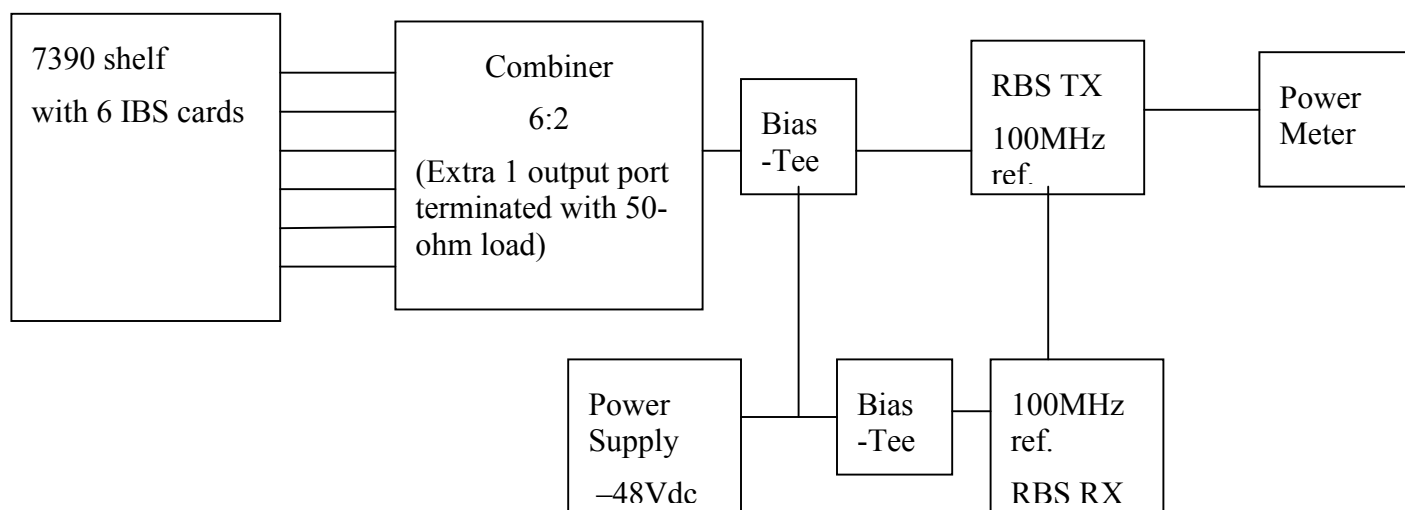 7390 shelf
with 6 IBS cards
Combiner
6:2
(Extra 1 output port
terminated with 50-
ohm load)
Bias
-Tee
RBS TX
100MHz
ref.
Power
Meter
Power
Supply
–48Vdc
Bias
-Tee
100MHz
ref.
RBS RX